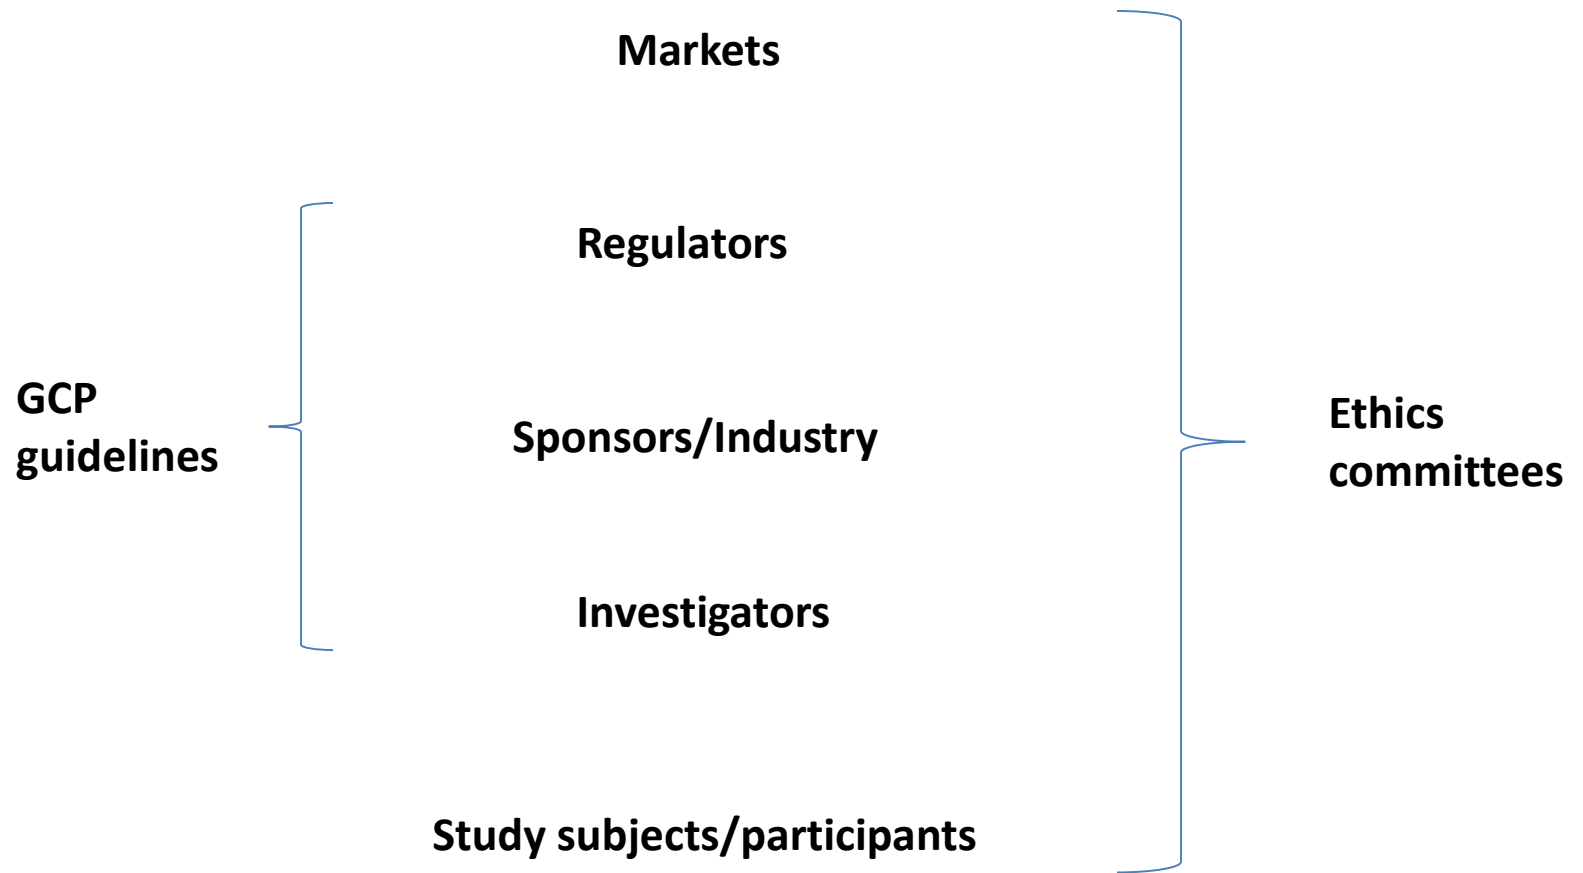 Markets
Regulators
GCP
guidelines
Sponsors/Industry
Ethics
committees
Investigators
Study subjects/participants